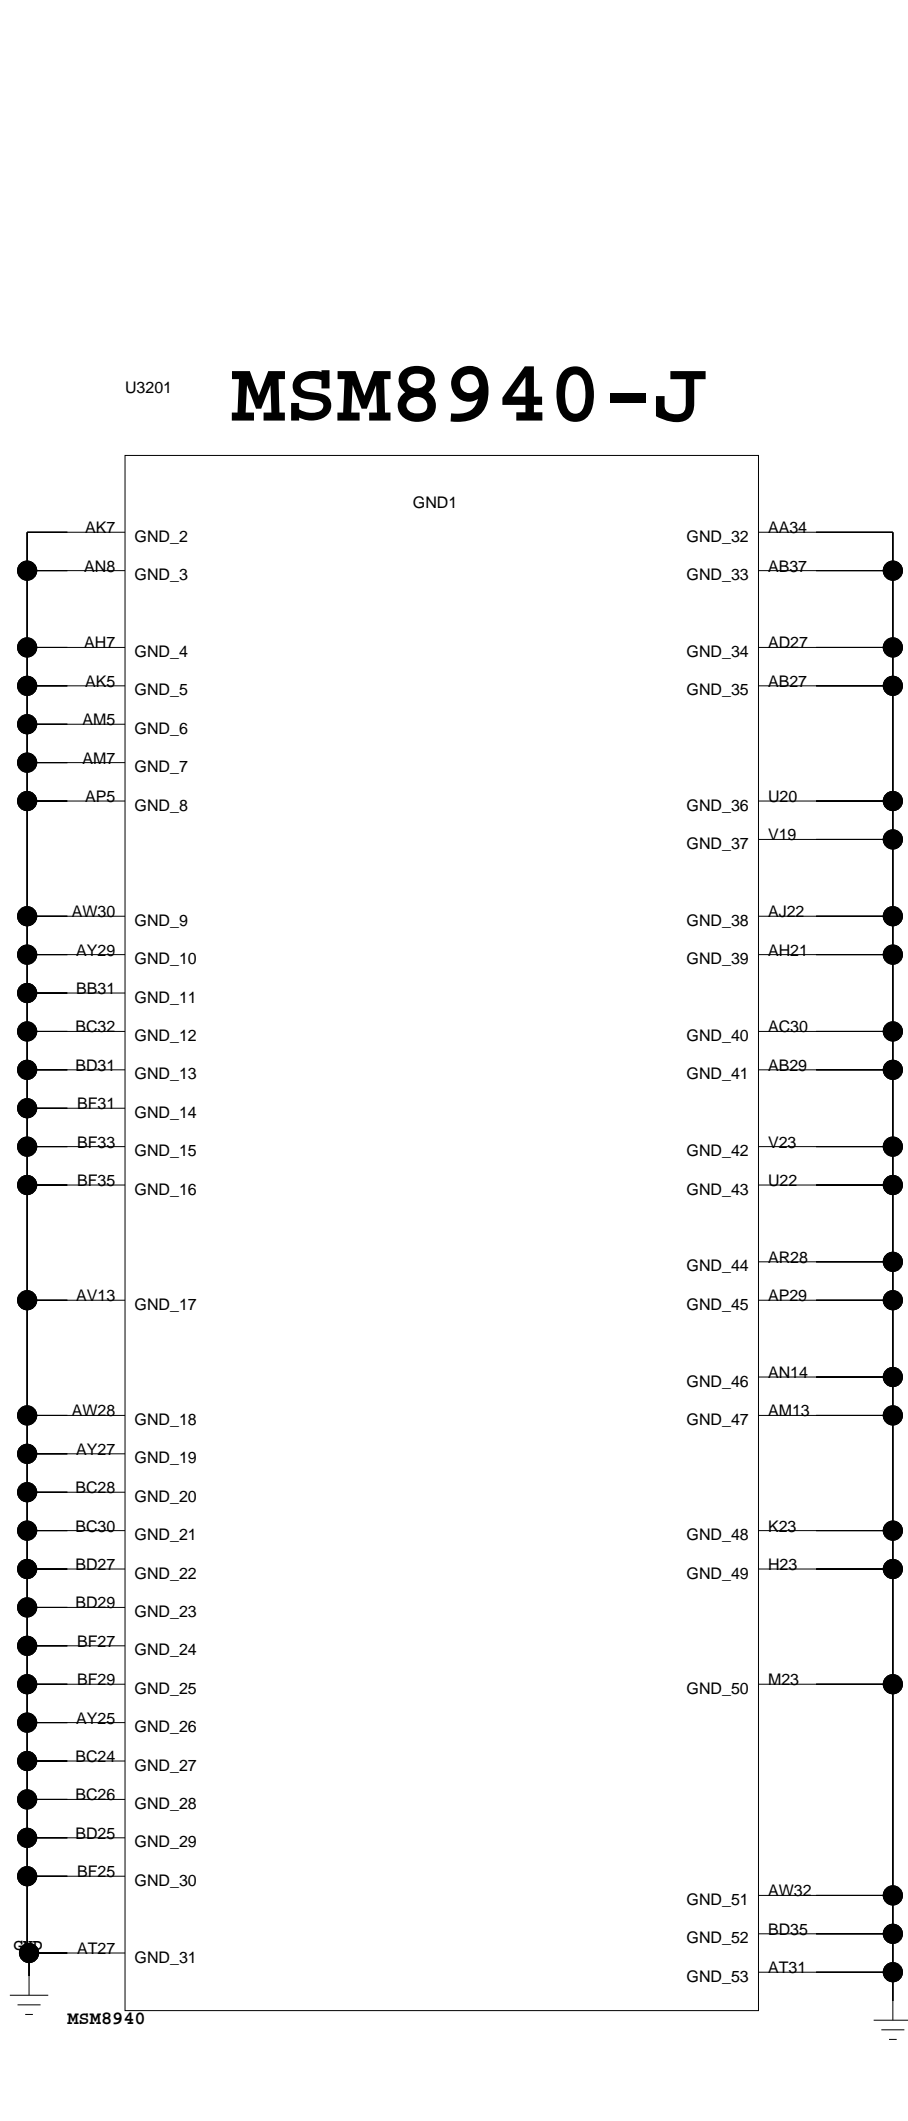 U3201 MSM8940-J
GND1
AK7 GND_2 GND_32 AA34
AN8 GND_3 GND_33 AB37
AH7 GND_4 GND_34 AD27
AK5 GND_5 GND_35 AB27
AM5 GND_6
AM7 GND_7
AP5 GND_8 GND_36 U20
GND_37 V19
AW30 GND_9 GND_38 AJ22
AY29 GND_10 GND_39 AH21
BB31 GND_11
BC32 GND_12 GND_40 AC30
BD31 GND_13 GND_41 AB29
BF31 GND_14
BF33 GND_15 GND_42 V23
BF35 GND_16 GND_43 U22
GND_44 AR28
AV13 GND_17 GND_45 AP29
GND_46 AN14
AW28 GND_18 GND_47 AM13
AY27 GND_19
BC28 GND_20
BC30 GND_21 GND_48 K23
BD27 GND_22 GND_49 H23
BD29 GND_23
BF27 GND_24
BF29 GND_25 GND_50 M23
AY25 GND_26
BC24 GND_27
BC26 GND_28
BD25 GND_29
BF25 GND_30
GND_51 AW32
GND_52 BD35
GND AT27 GND_31
GND_53 AT31
MSM8940